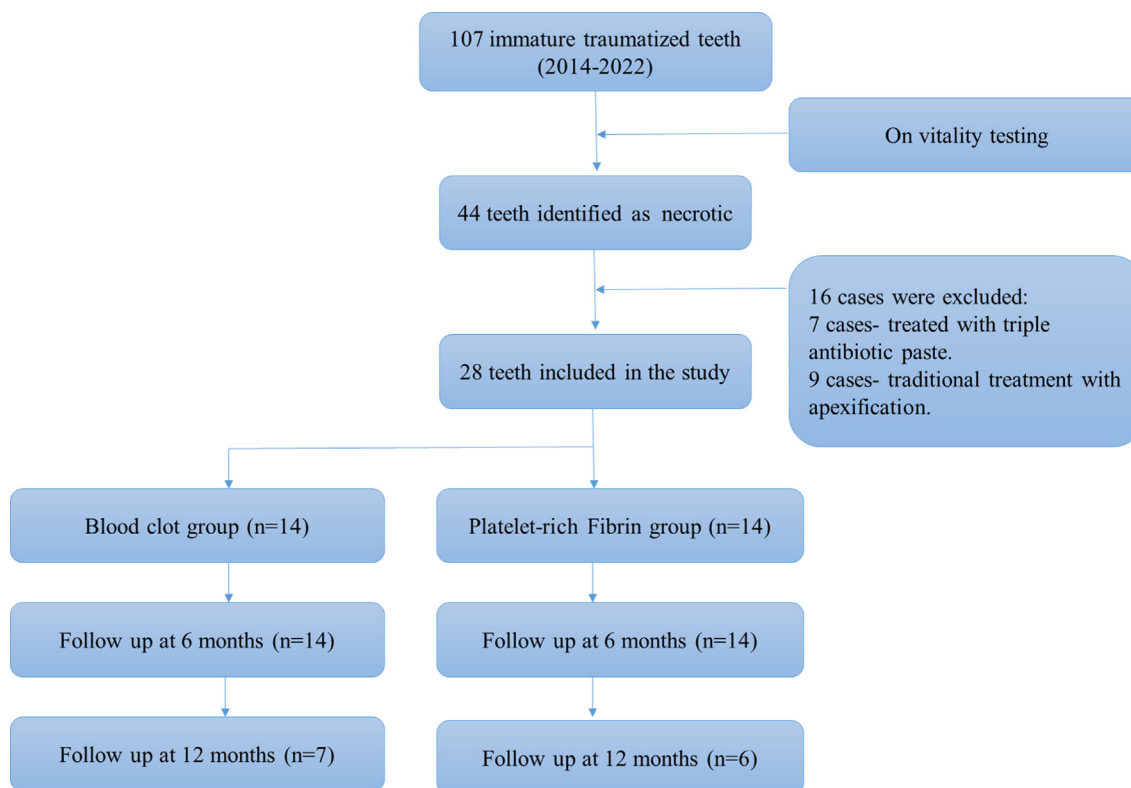 107 immature traumatized teeth
(2014-2022)
On vitality testing
44 teeth identified as necrotic
16 cases were excluded:
7 cases- treated with triple
antibiotic paste.
9 cases- traditional treatment with
apexification.
28 teeth included in the study
Blood clot group (n=14)
Platelet-rich Fibrin group (n=14)
Follow up at 6 months (n=14)
Follow up at 6 months (n=14)
Follow up at 12 months (n=7)
Follow up at 12 months (n=6)